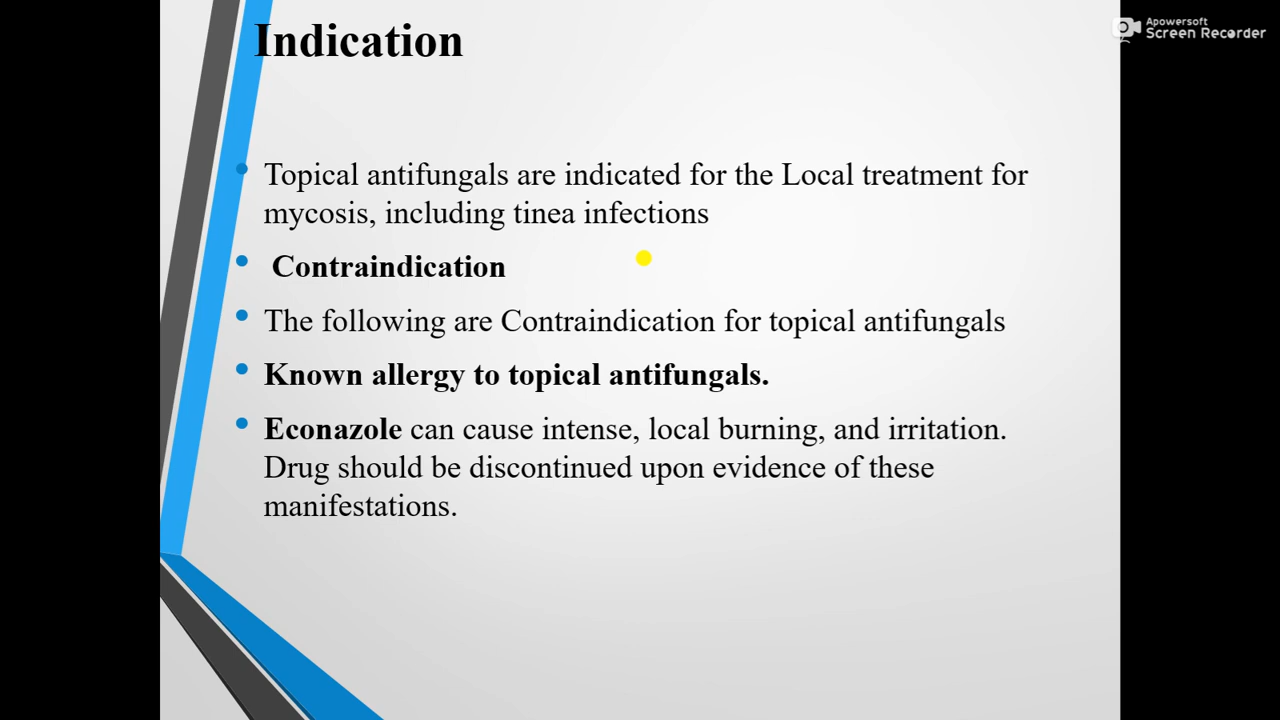 Indication
Apowersoft
Screen Recorder
Topical antifungals are indicated for the Local treatment for
mycosis, including tinea infections
Contraindication
The following are Contraindication for topical antifungals
Known allergy to topical antifungals.
Econazole can cause intense, local burning, and irritation.
Drug should be discontinued upon evidence of these
manifestations.